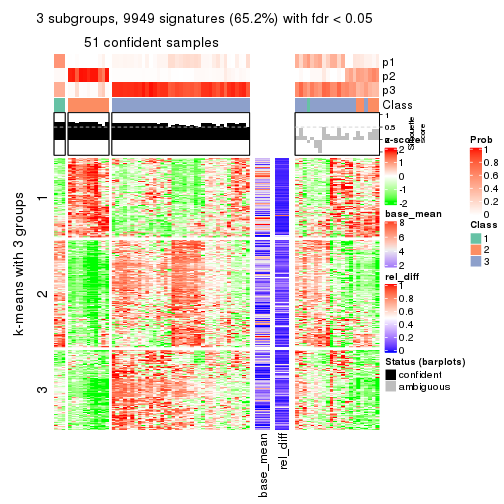 3 subgroups, 9949 signatures (65.2%) with fdr < 0.05
51 confident samples
p1
p2
p3
Class
1
0.5
0
Silhouette
score
k-means with 3 groups
1
2
3
base_mean
rel_diff
z-score
2
1
0
-1
-2
base_mean
8
6
4
2
rel_diff
1
0.8
0.6
0.4
0.2
0
Status (barplots)
confident
ambiguous
Prob
1
0.8
0.6
0.4
0.2
0
Class
1
2
3